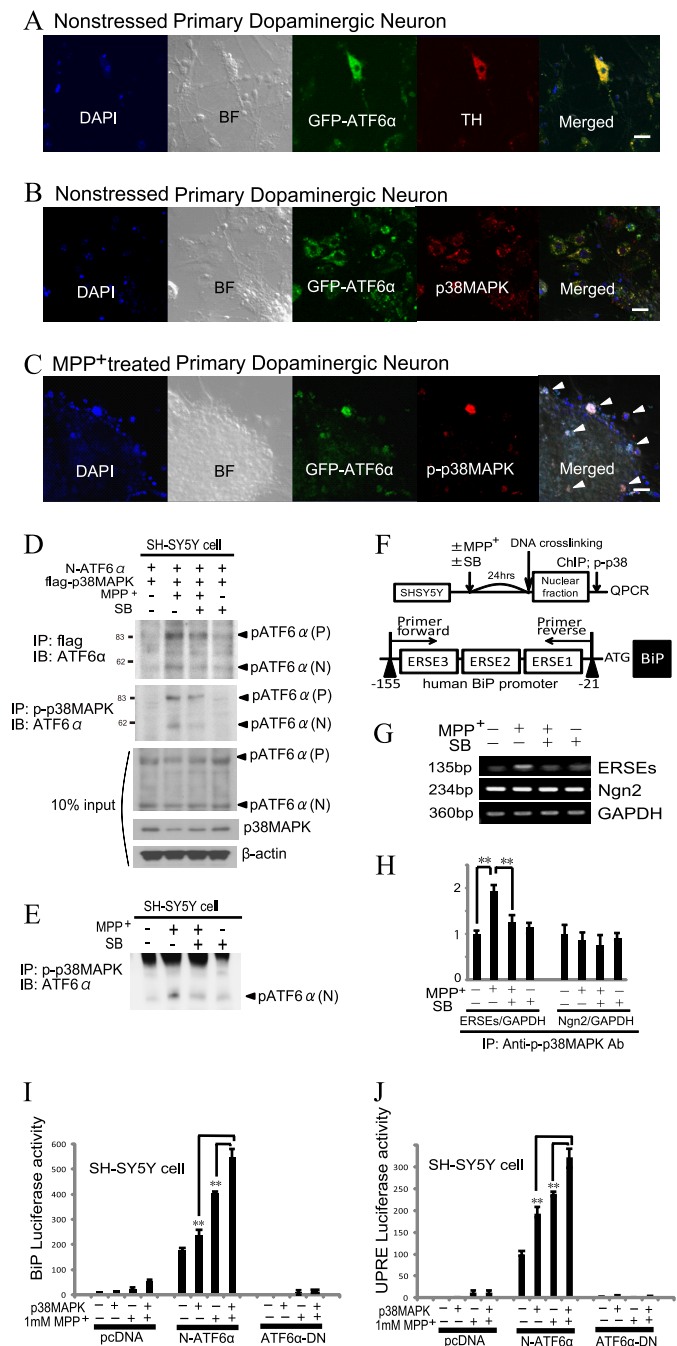 A Nonstressed Primary Dopaminergic Neuron
DAPI BF GFP-ATF6α TH Merged
B Nonstressed Primary Dopaminergic Neuron
DAPI BF GFP-ATF6α p38MAPK Merged
C MPP+treated Primary Dopaminergic Neuron
DAPI BF GFP-ATF6α p-p38MAPK Merged
D
SH-SY5Y cell
N-ATF6α + + + +
flag-p38MAPK + + + +
MPP+ - + + -
SB - - + +
IP: flag
IB: ATF6α
83
62
pATF6α(P)
pATF6α(N)
IP: p-p38MAPK
IB: ATF6α
83
62
pATF6α(P)
pATF6α(N)
10% input
pATF6α(P)
pATF6α(N)
p38MAPK
β-actin
E
SH-SY5Y cell
MPP+ - + + -
SB - - + +
IP: p-p38MAPK
IB: ATF6α
pATF6α(N)
F
±MPP+
±SB
DNA crosslinking
ChIP; p-p38
24hrs
SHSY5Y
Nuclear
fraction
QPCR
Primer
forward
Primer
reverse
ERSE3 ERSE2 ERSE1
ATG BiP
-155 human BiP promoter -21
G
MPP+ - + + -
SB - - + +
135bp ERSEs
234bp Ngn2
360bp GAPDH
H
** **
2
1
0
MPP+ - + + - - + + -
SB - - + + - - + +
ERSEs/GAPDH Ngn2/GAPDH
IP: Anti-p-p38MAPK Ab
I
BiP Luciferase activity
SH-SY5Y cell
600
500
400
300
200
100
0
** **
p38MAPK - + - + - + - + - + - +
1mM MPP+ - - + + - - + + - - + +
pcDNA N-ATF6α ATF6α-DN
J
UPRE Luciferase activity
SH-SY5Y cell
300
250
200
150
100
50
0
** **
p38MAPK - + - + - + - + - + - +
1mM MPP+ - - + + - - + + - - + +
pcDNA N-ATF6α ATF6α-DN